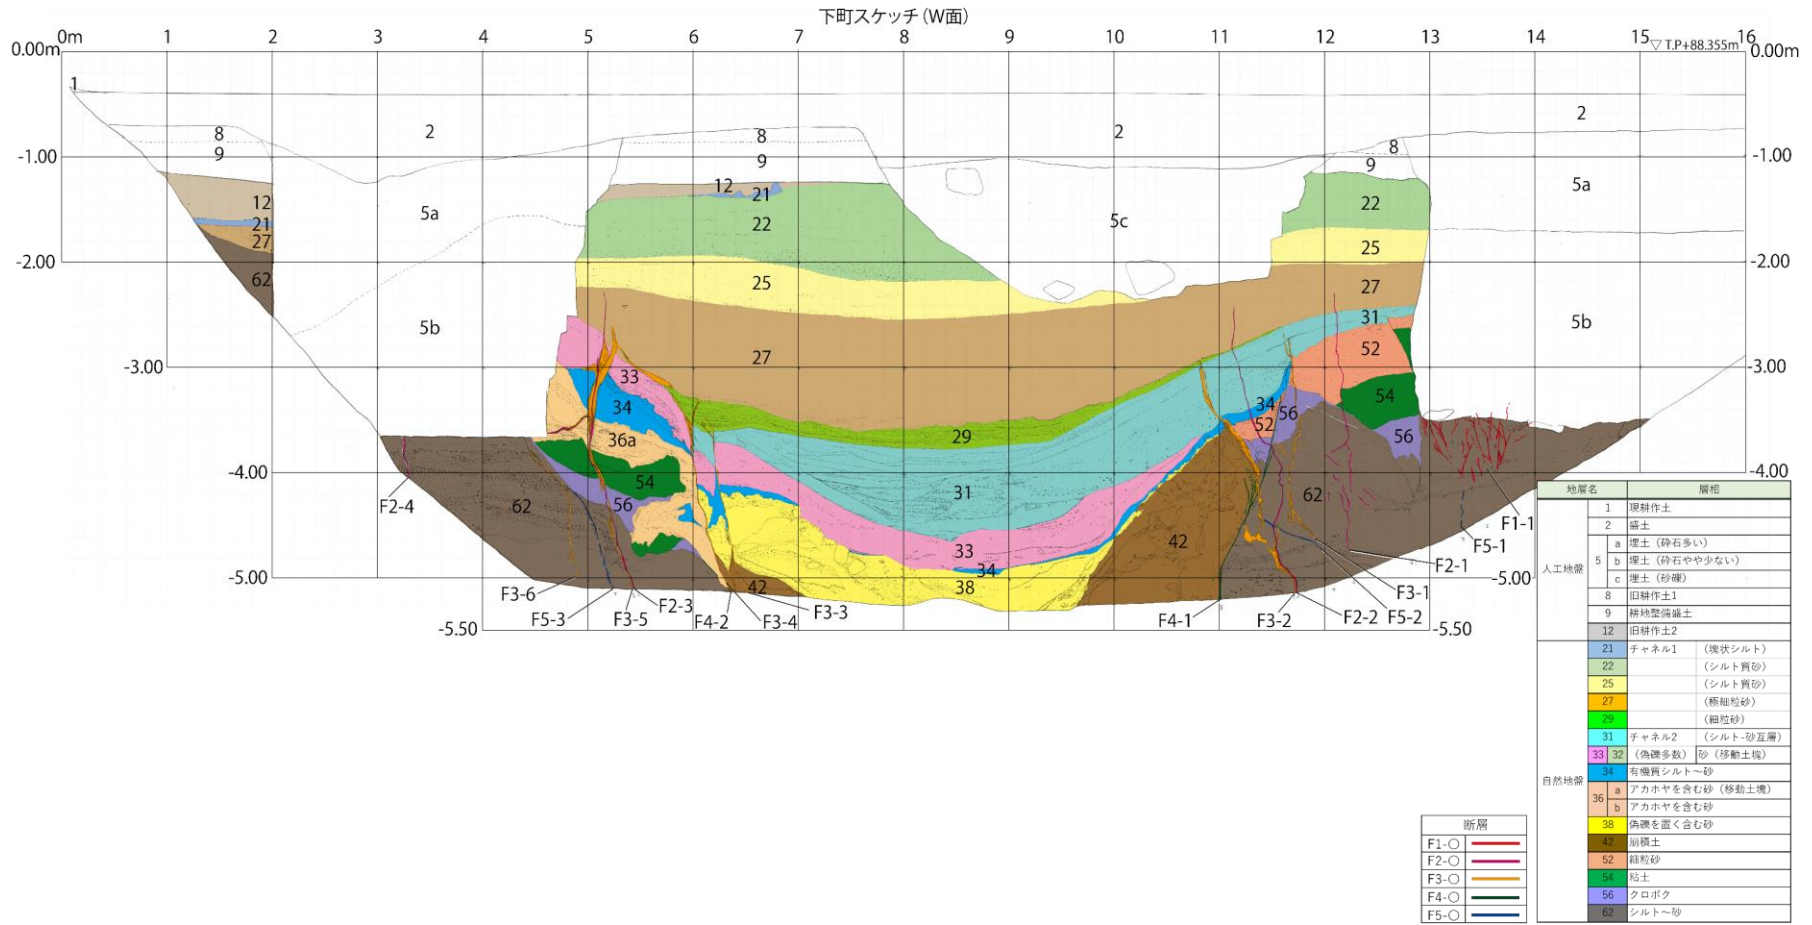 下町スケッチ（W面）
0m 1 2 3 4 5 6 7 8 9 10 11 12 13 14 15 16
0.00m ▽ T.P+88.355m 0.00m
1
2
8 8 2 2 8
-1.00 9 9 9 -1.00
12 12 21 5a 5a
21 22 5c 22
27 25
-2.00 62 25 27 -2.00
5b 31 5b
-3.00 27 52 -3.00
33
34 34 56 54
36a 29 52 56
-4.00 54 31 -4.00
F2-4 62 56 62 F1-1
33 42 F5-1
34 F2-1
-5.00 42 38 -5.00
F3-6 F3-3 F3-1
F5-3 F2-3 F4-1 F2-2 F5-2
F3-5 F4-2 F3-4 F3-2
-5.50 -5.50
地層名 層相
人工地盤
1 現耕作土
2 盛土
5 a 埋土（砕石多い）
b 埋土（砕石やや少ない）
c 埋土（砂礫）
8 旧耕作土1
9 耕地整備盛土
12 旧耕作土2
自然地盤
21 チャネル1 （塊状シルト）
22 （シルト質砂）
25 （シルト質砂）
27 （極細粒砂）
29 （細粒砂）
31 チャネル2 （シルト-砂互層）
33 32 （偽礫多数） 砂（移動土塊）
34 有機質シルト～砂
36 a アカホヤを含む砂（移動土塊）
b アカホヤを含む砂
38 偽礫を置く含む砂
42 崩積土
52 細粒砂
54 粘土
56 クロボク
62 シルト～砂
断層
F1-〇
F2-〇
F3-〇
F4-〇
F5-〇